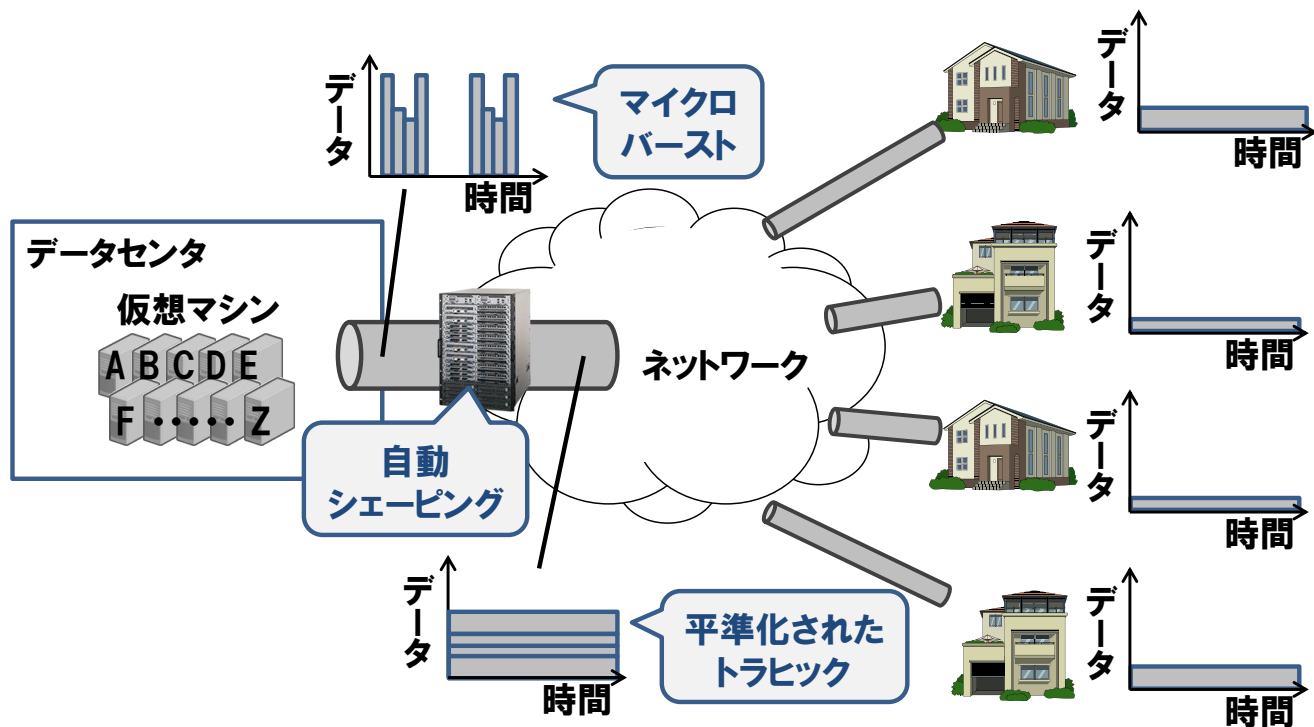 データ
時間
マイクロ
バースト
データセンタ
仮想マシン
A B C D E
F ・・・・・ Z
自動
シェーピング
ネットワーク
データ
時間
平準化された
トラヒック
データ
時間
データ
時間
データ
時間
データ
時間